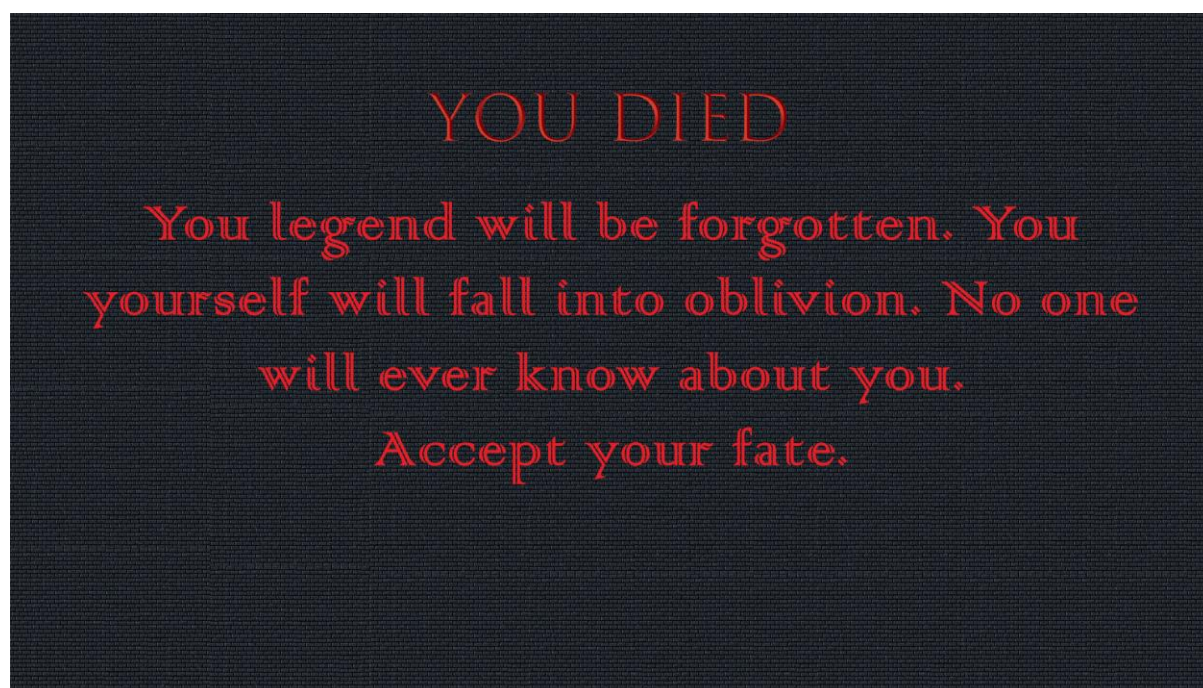 YOU DIED
You legend will be forgotten. You
yourself will fall into oblivion. No one
will ever know about you.
Accept your fate.